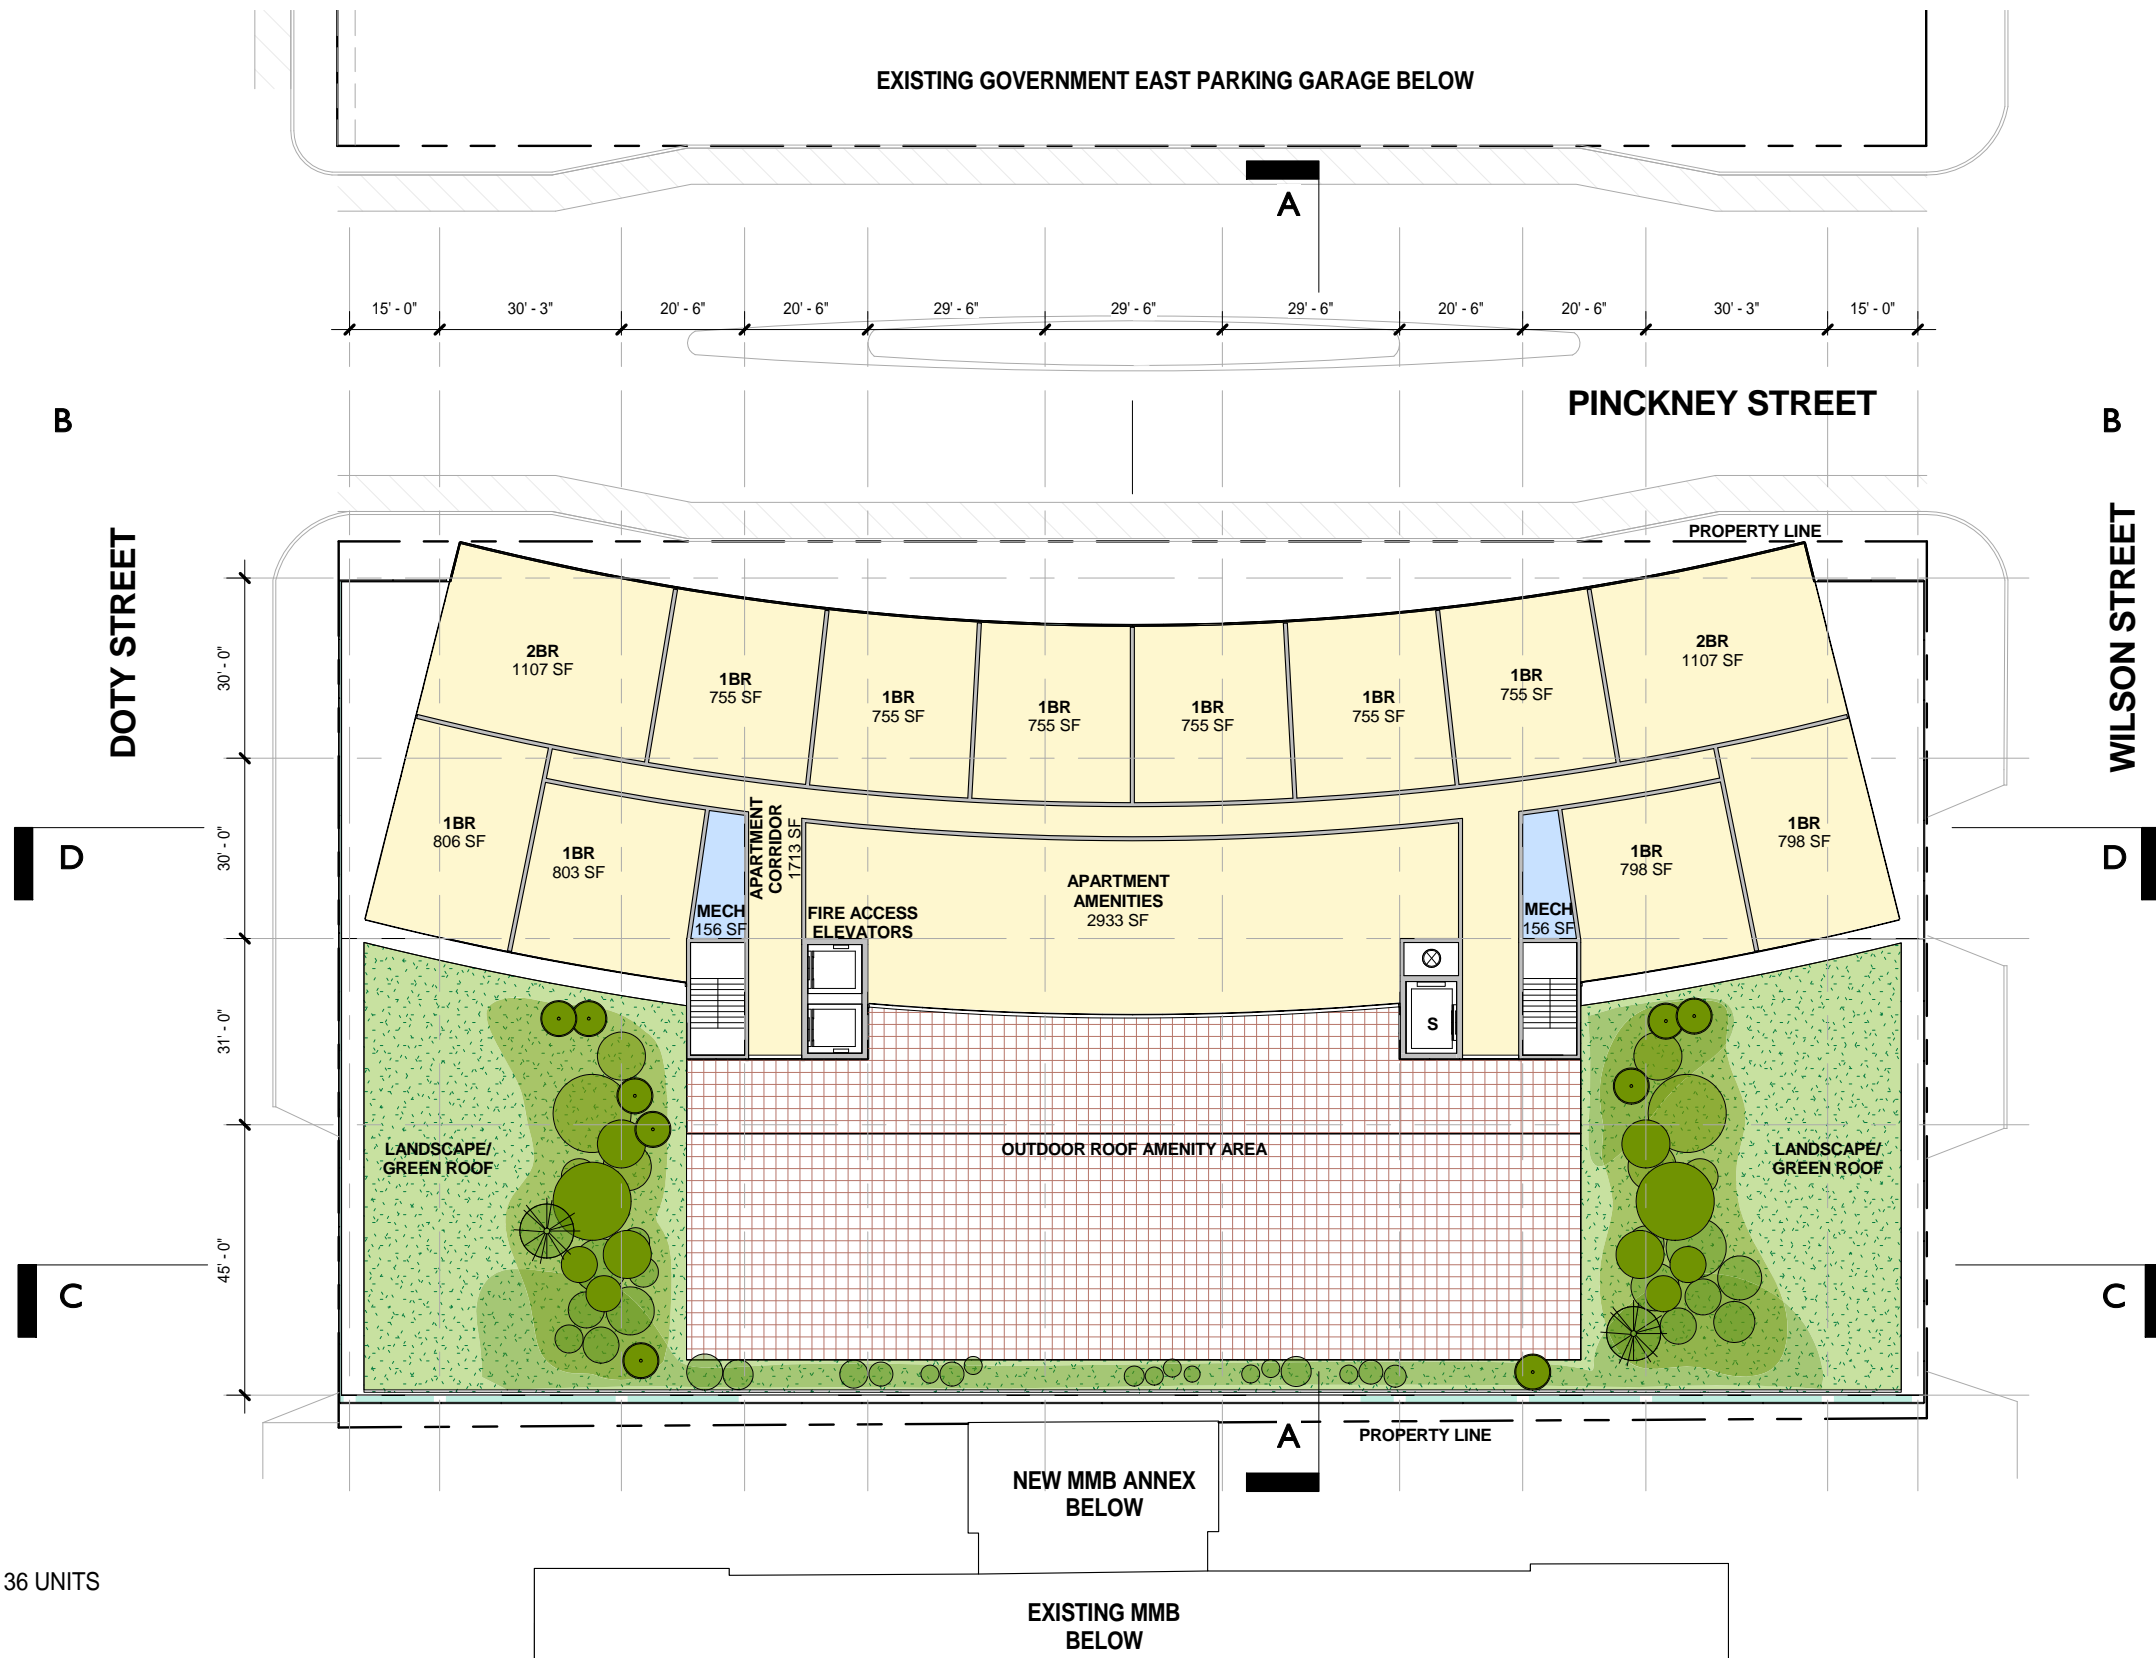 EXISTING GOVERNMENT EAST PARKING GARAGE BELOW
A
15' - 0"
30' - 3"
20' - 6"
20' - 6"
29' - 6"
29' - 6"
29' - 6"
20' - 6"
20' - 6"
30' - 3"
15' - 0"
PINCKNEY STREET
B
B
DOTY STREET
WILSON STREET
PROPERTY LINE
30' - 0"
30' - 0"
31' - 0"
45' - 0"
2BR
1107 SF
1BR
755 SF
1BR
755 SF
1BR
755 SF
1BR
755 SF
1BR
755 SF
1BR
755 SF
2BR
1107 SF
1BR
806 SF
1BR
803 SF
MECH
156 SF
APARTMENT
CORRIDOR
1713 SF
FIRE ACCESS
ELEVATORS
APARTMENT
AMENITIES
2933 SF
MECH
156 SF
1BR
798 SF
1BR
798 SF
D
D
S
LANDSCAPE/
GREEN ROOF
OUTDOOR ROOF AMENITY AREA
LANDSCAPE/
GREEN ROOF
C
C
A
PROPERTY LINE
NEW MMB ANNEX
BELOW
36 UNITS
EXISTING MMB
BELOW